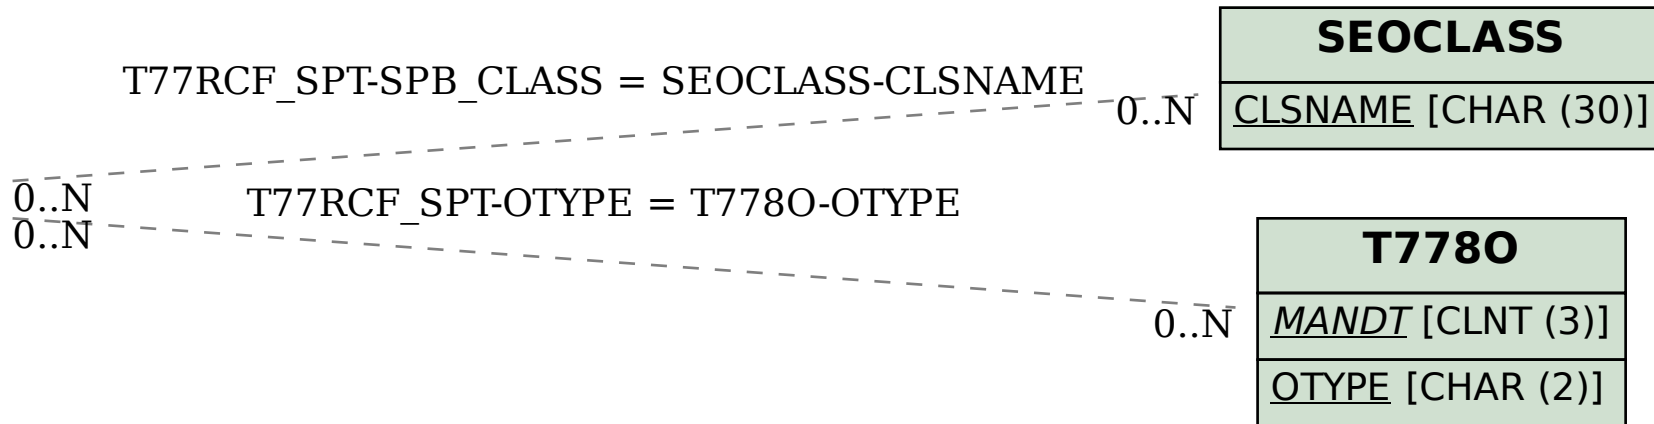 SEOCLASS
T77RCF_SPT-SPB_CLASS = SEOCLASS-CLSNAME
0..N
CLSNAME [CHAR (30)]
0..N
T77RCF_SPT-OTYPE = T778O-OTYPE
0..N
T778O
0..N
MANDT [CLNT (3)]
OTYPE [CHAR (2)]